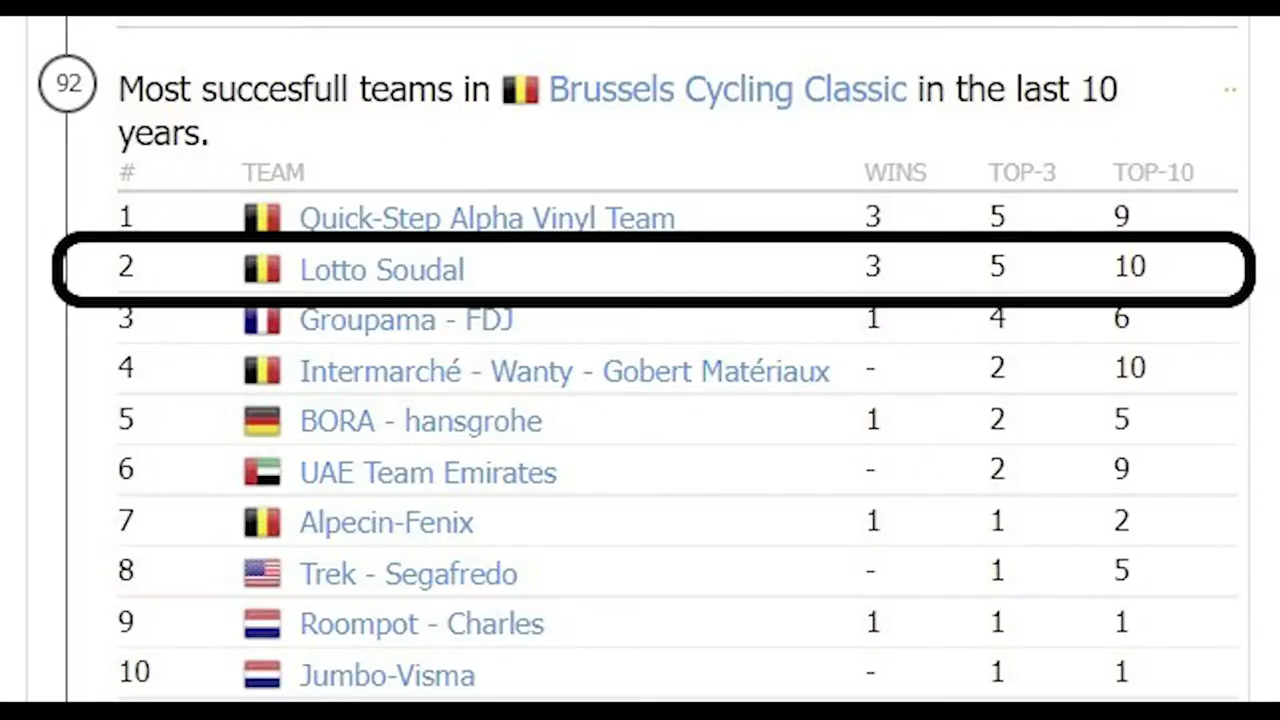 92
Most succesfull teams in Brussels Cycling Classic in the last 10
years.
# TEAM WINS TOP-3 TOP-10
1 Quick-Step Alpha Vinyl Team 3 5 9
2 Lotto Soudal 3 5 10
3 Groupama - FDJ 1 4 6
4 Intermarché - Wanty - Gobert Matériaux - 2 10
5 BORA - hansgrohe 1 2 5
6 UAE Team Emirates - 2 9
7 Alpecin-Fenix 1 1 2
8 Trek - Segafredo - 1 5
9 Roompot - Charles 1 1 1
10 Jumbo-Visma - 1 1